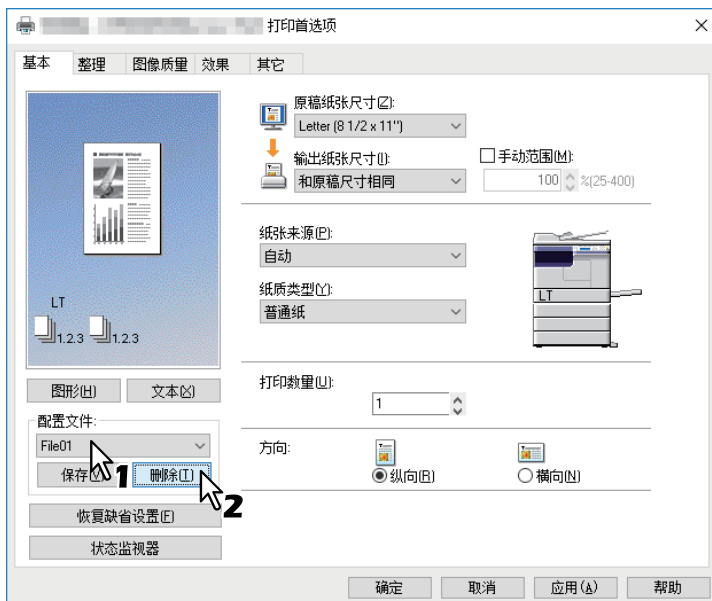 打印首选项
基本 整理 图像质量 效果 其它
原稿纸张尺寸(Z):
Letter (8 1/2 x 11")
输出纸张尺寸(I):
手动范围(M):
和原稿尺寸相同
100 %(25-400)
纸张来源(P):
自动
纸质类型(Y):
普通纸
LT
LT
1.2.3 1.2.3
图形(H) 文本(X)
打印数量(U):
1
配置文件:
File01
保存
删除(T)
1
2
方向:
纵向(R) 横向(N)
恢复缺省设置(F)
状态监视器
确定 取消 应用(A) 帮助